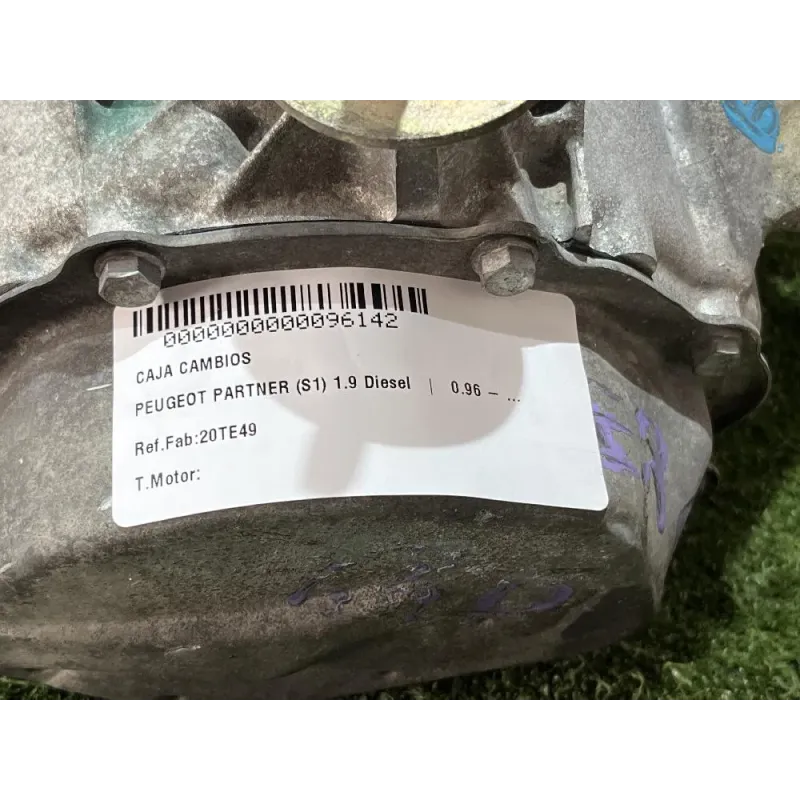 0000000000096142
CAJA CAMBIOS
PEUGEOT PARTNER (S1) 1.9 Diesel | 0.96 – ...
Ref.Fab:20TE49
T.Motor: